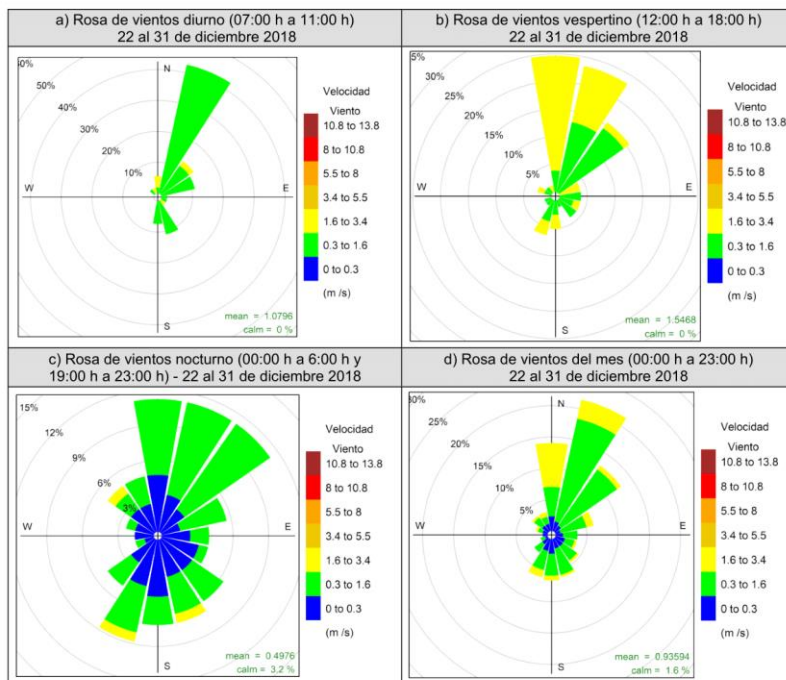 a) Rosa de vientos diurno (07:00 h a 11:00 h)
22 al 31 de diciembre 2018
50%
40%
30%
20%
10%
N
W
E
S
Velocidad
Viento
10.8 to 13.8
8 to 10.8
5.5 to 8
3.4 to 5.5
1.6 to 3.4
0.3 to 1.6
0 to 0.3
(m /s)
mean = 1.0796
calm = 0 %
b) Rosa de vientos vespertino (12:00 h a 18:00 h)
22 al 31 de diciembre 2018
5%
30%
25%
20%
15%
10%
5%
W
E
S
Velocidad
Viento
10.8 to 13.8
8 to 10.8
5.5 to 8
3.4 to 5.5
1.6 to 3.4
0.3 to 1.6
0 to 0.3
(m /s)
mean = 1.5468
calm = 0 %
c) Rosa de vientos nocturno (00:00 h a 6:00 h y
19:00 h a 23:00 h) - 22 al 31 de diciembre 2018
15%
12%
9%
6%
3%
W
E
S
Velocidad
Viento
10.8 to 13.8
8 to 10.8
5.5 to 8
3.4 to 5.5
1.6 to 3.4
0.3 to 1.6
0 to 0.3
(m /s)
mean = 0.4976
calm = 3.2 %
d) Rosa de vientos del mes (00:00 h a 23:00 h)
22 al 31 de diciembre 2018
30%
25%
20%
15%
10%
5%
N
W
E
S
Velocidad
Viento
10.8 to 13.8
8 to 10.8
5.5 to 8
3.4 to 5.5
1.6 to 3.4
0.3 to 1.6
0 to 0.3
(m /s)
mean = 0.93594
calm = 1.6 %